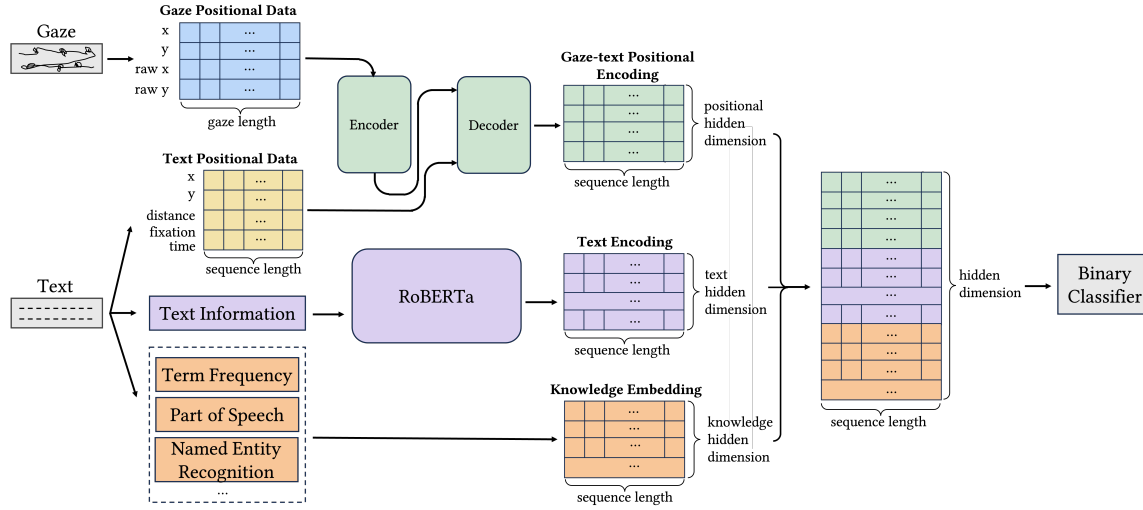 Gaze
Gaze Positional Data
x
y
raw x
raw y
...
...
...
...
gaze length
Encoder
Decoder
Gaze-text Positional
Encoding
...
...
...
...
sequence length
positional
hidden
dimension
Text Positional Data
x
y
distance
fixation
time
...
...
...
...
sequence length
Text
Text Information
RoBERTa
Text Encoding
...
...
...
...
sequence length
text
hidden
dimension
Term Frequency
Part of Speech
Named Entity
Recognition
...
Knowledge Embedding
...
...
...
...
sequence length
knowledge
hidden
dimension
...
...
...
...
...
...
...
...
...
...
...
sequence length
hidden
dimension
Binary
Classifier